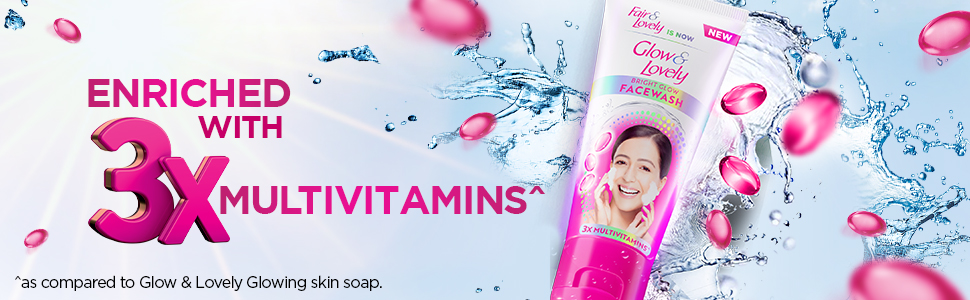 ENRICHED
WITH
3x MULTIVITAMINS^
^as compared to Glow & Lovely Glowing skin soap.
Fair &
Lovely IS NOW
NEW
Glow &
Lovely
BRIGHT GLOW
FACEWASH
3X MULTIVITAMINS^